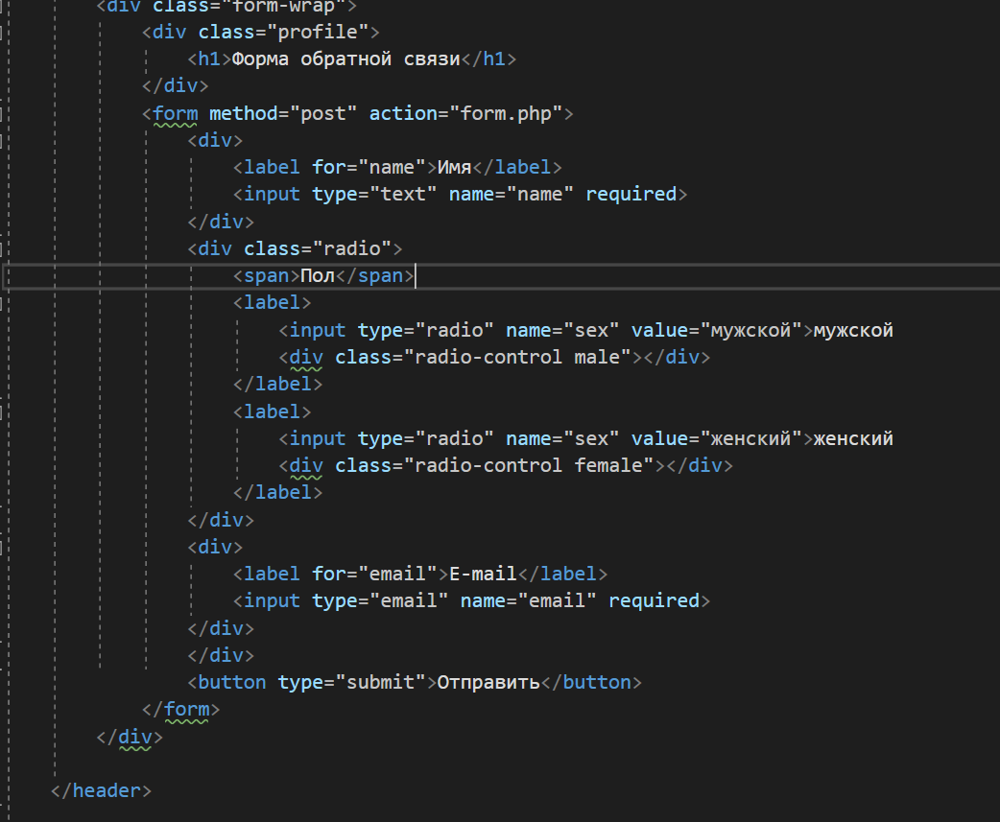 <div class="form-wrap">
<div class="profile">
<h1>Форма обратной связи</h1>
</div>
<form method="post" action="form.php">
<div>
<label for="name">Имя</label>
<input type="text" name="name" required>
</div>
<div class="radio">
<span>Пол</span>
<label>
<input type="radio" name="sex" value="мужской">мужской
<div class="radio-control male"></div>
</label>
<label>
<input type="radio" name="sex" value="женский">женский
<div class="radio-control female"></div>
</label>
</div>
<div>
<label for="email">E-mail</label>
<input type="email" name="email" required>
</div>
</div>
<button type="submit">Отправить</button>
</form>
</div>
</header>